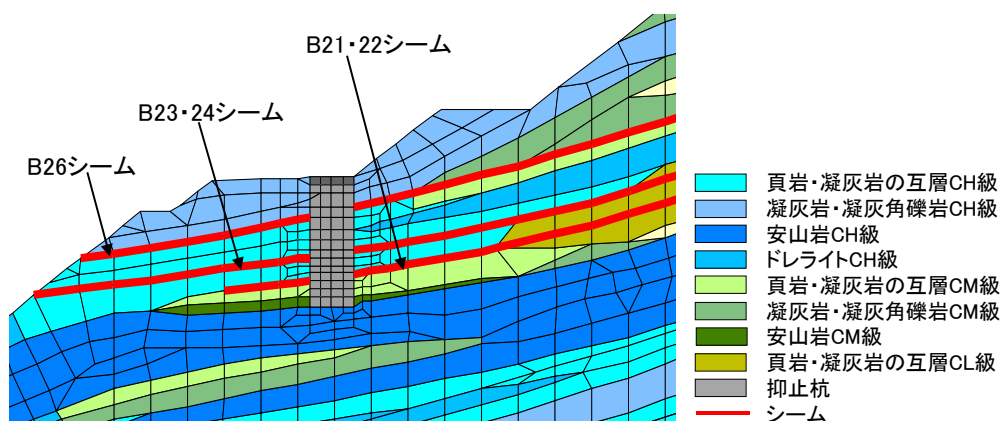 B21・22シーム
B23・24シーム
B26シーム
頁岩・凝灰岩の互層CH級
凝灰岩・凝灰角礫岩CH級
安山岩CH級
ドレライトCH級
頁岩・凝灰岩の互層CM級
凝灰岩・凝灰角礫岩CM級
安山岩CM級
頁岩・凝灰岩の互層CL級
抑止杭
シーム